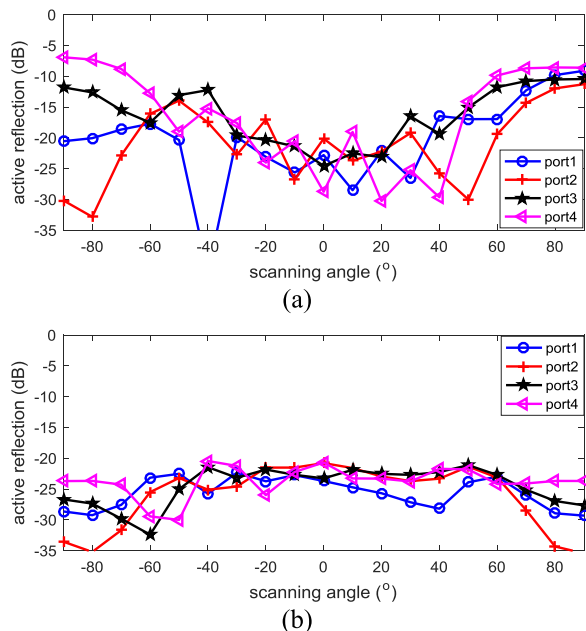 0
-5
-10
-15
-20
-25
-30
-35
active reflection (dB)
-80 -60 -40 -20 0 20 40 60 80
scanning angle (°)
port1
port2
port3
port4
(a)
0
-5
-10
-15
-20
-25
-30
-35
active reflection (dB)
port1
port2
port3
port4
-80 -60 -40 -20 0 20 40 60 80
scanning angle (°)
(b)